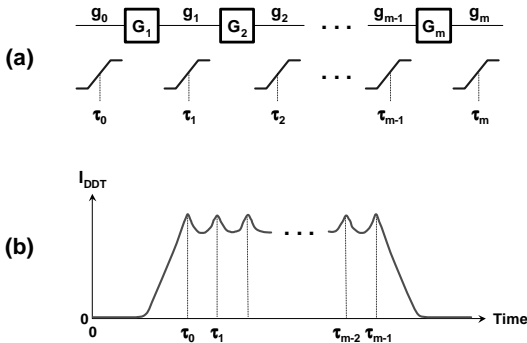 g0 G1 g1 G2 g2 . . . gm-1 Gm gm
(a)
. . .
τ0 τ1 τ2 τm-1 τm
IDDT
(b)
. . .
0 Time
0 τ0 τ1 τm-2 τm-1